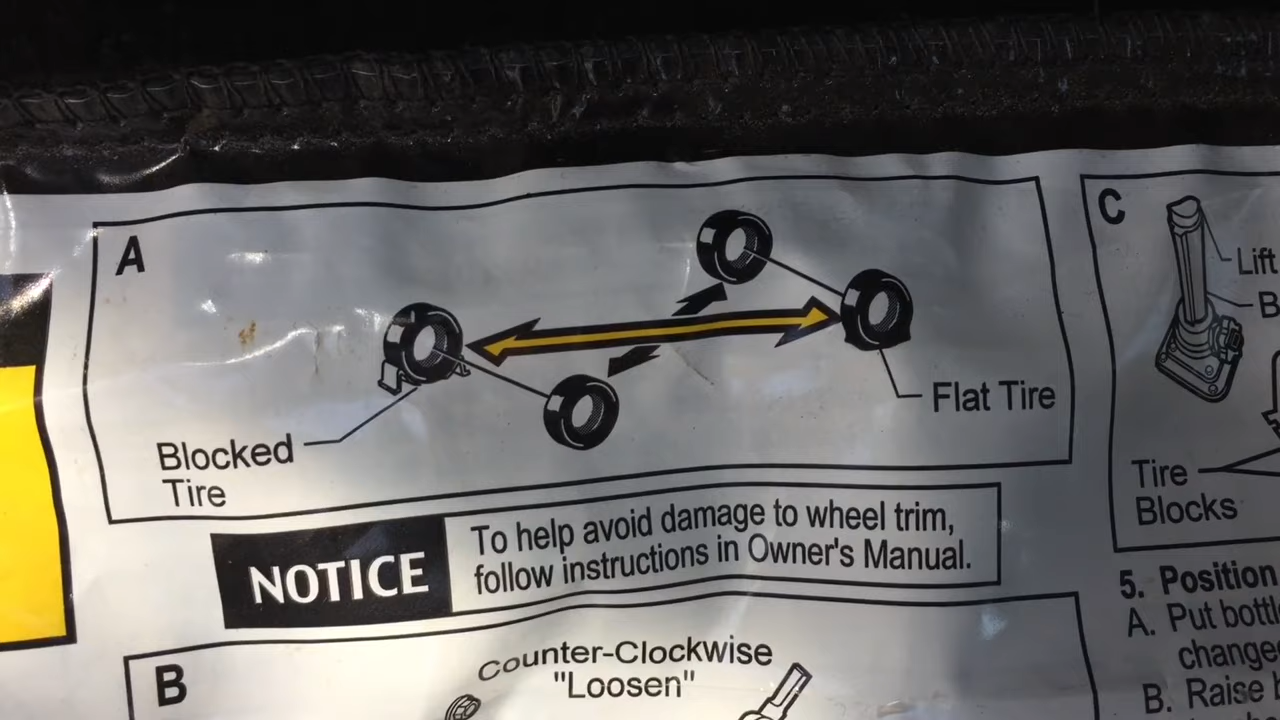 A
Blocked
Tire
Flat Tire
NOTICE
To help avoid damage to wheel trim,
follow instructions in Owner's Manual.
B
Counter-Clockwise
"Loosen"
C
Lift
B
Tire
Blocks
5. Position
A. Put bottl
change
B. Raise